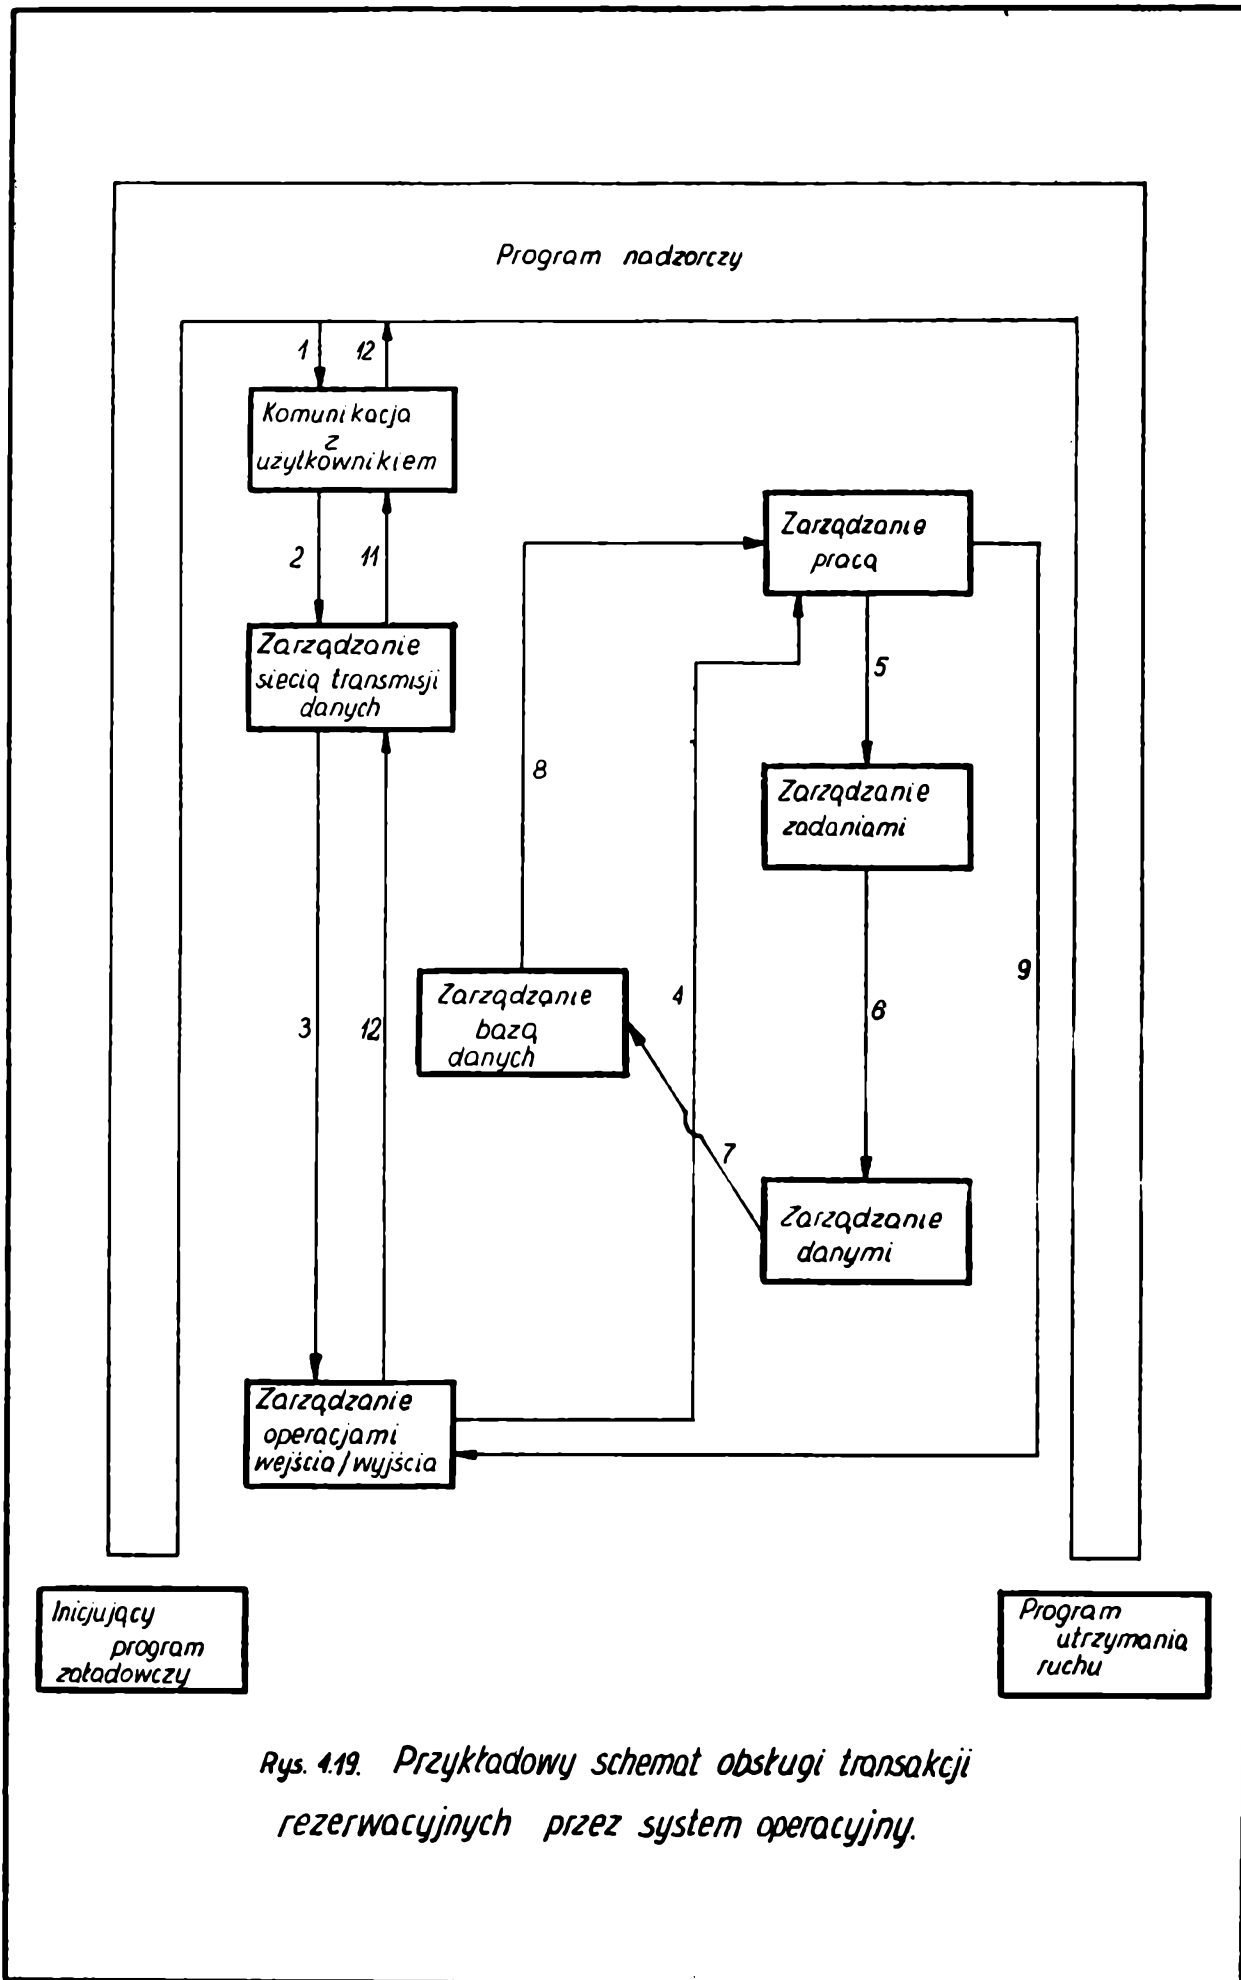 Program nadzorczy
1
12
Komunikacja
z
użytkownikiem
2
11
Zarządzanie
pracą
Zarządzanie
siecią transmisji
danych
5
8
Zarządzanie
zadaniami
3
12
Zarządzanie
bazą
danych
4
6
9
7
Zarządzanie
danymi
Zarządzanie
operacjami
wejścia/wyjścia
Inicjujący
program
załadowczy
Program
utrzymania
ruchu
Rys. 4.19. Przykładowy schemat obsługi transakcji
rezerwacyjnych przez system operacyjny.